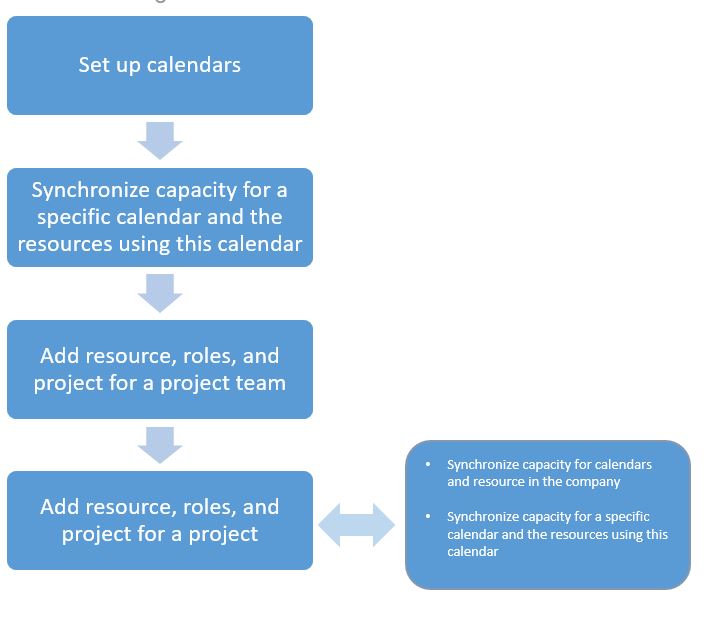 Set up calendars
Synchronize capacity for a
specific calendar and the
resources using this calendar
Add resource, roles, and
project for a project team
Add resource, roles, and
project for a project
• Synchronize capacity for calendars
and resource in the company
• Synchronize capacity for a specific
calendar and the resources using this
calendar